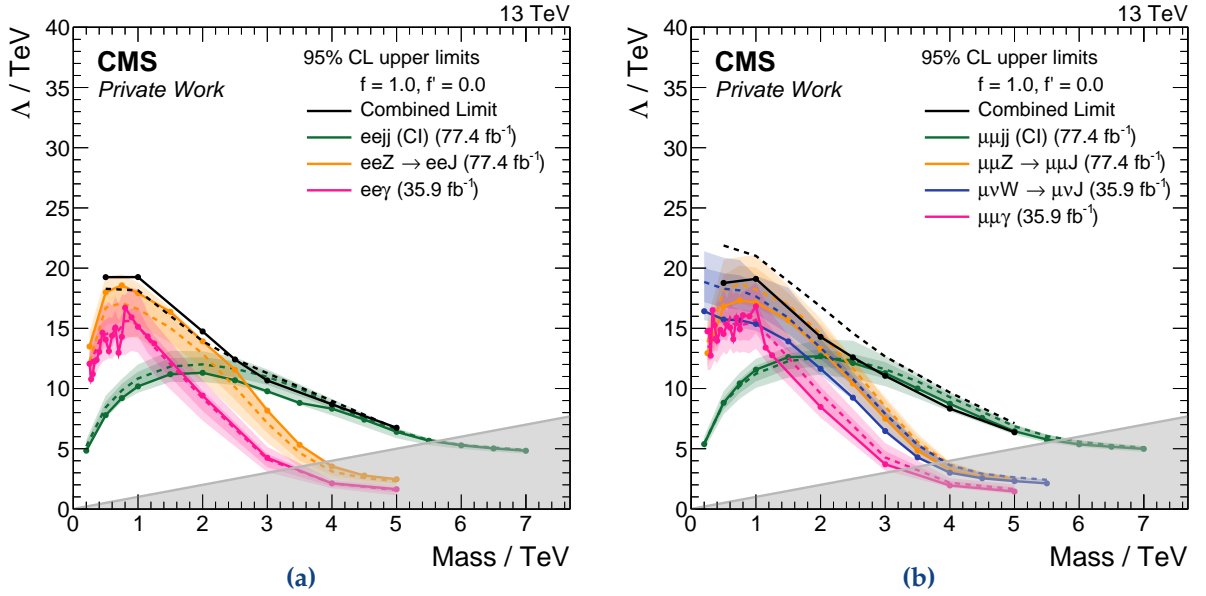 13 TeV
Λ / TeV
40
35
30
25
20
15
10
5
0
CMS
Private Work
95% CL upper limits
f = 1.0, f' = 0.0
Combined Limit
eejj (CI) (77.4 fb⁻¹)
eeZ → eeJ (77.4 fb⁻¹)
eeγ (35.9 fb⁻¹)
0 1 2 3 4 5 6 7
Mass / TeV
(a)
13 TeV
Λ / TeV
40
35
30
25
20
15
10
5
0
CMS
Private Work
95% CL upper limits
f = 1.0, f' = 0.0
Combined Limit
μμjj (CI) (77.4 fb⁻¹)
μμZ → μμJ (77.4 fb⁻¹)
μνW → μνJ (35.9 fb⁻¹)
μμγ (35.9 fb⁻¹)
0 1 2 3 4 5 6 7
Mass / TeV
(b)